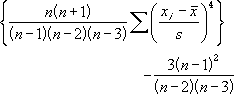 { n(n+1) / (n−1)(n−2)(n−3) ∑ ( (x_j − x̄) / s )^4 }
− 3(n−1)^2 / (n−2)(n−3)